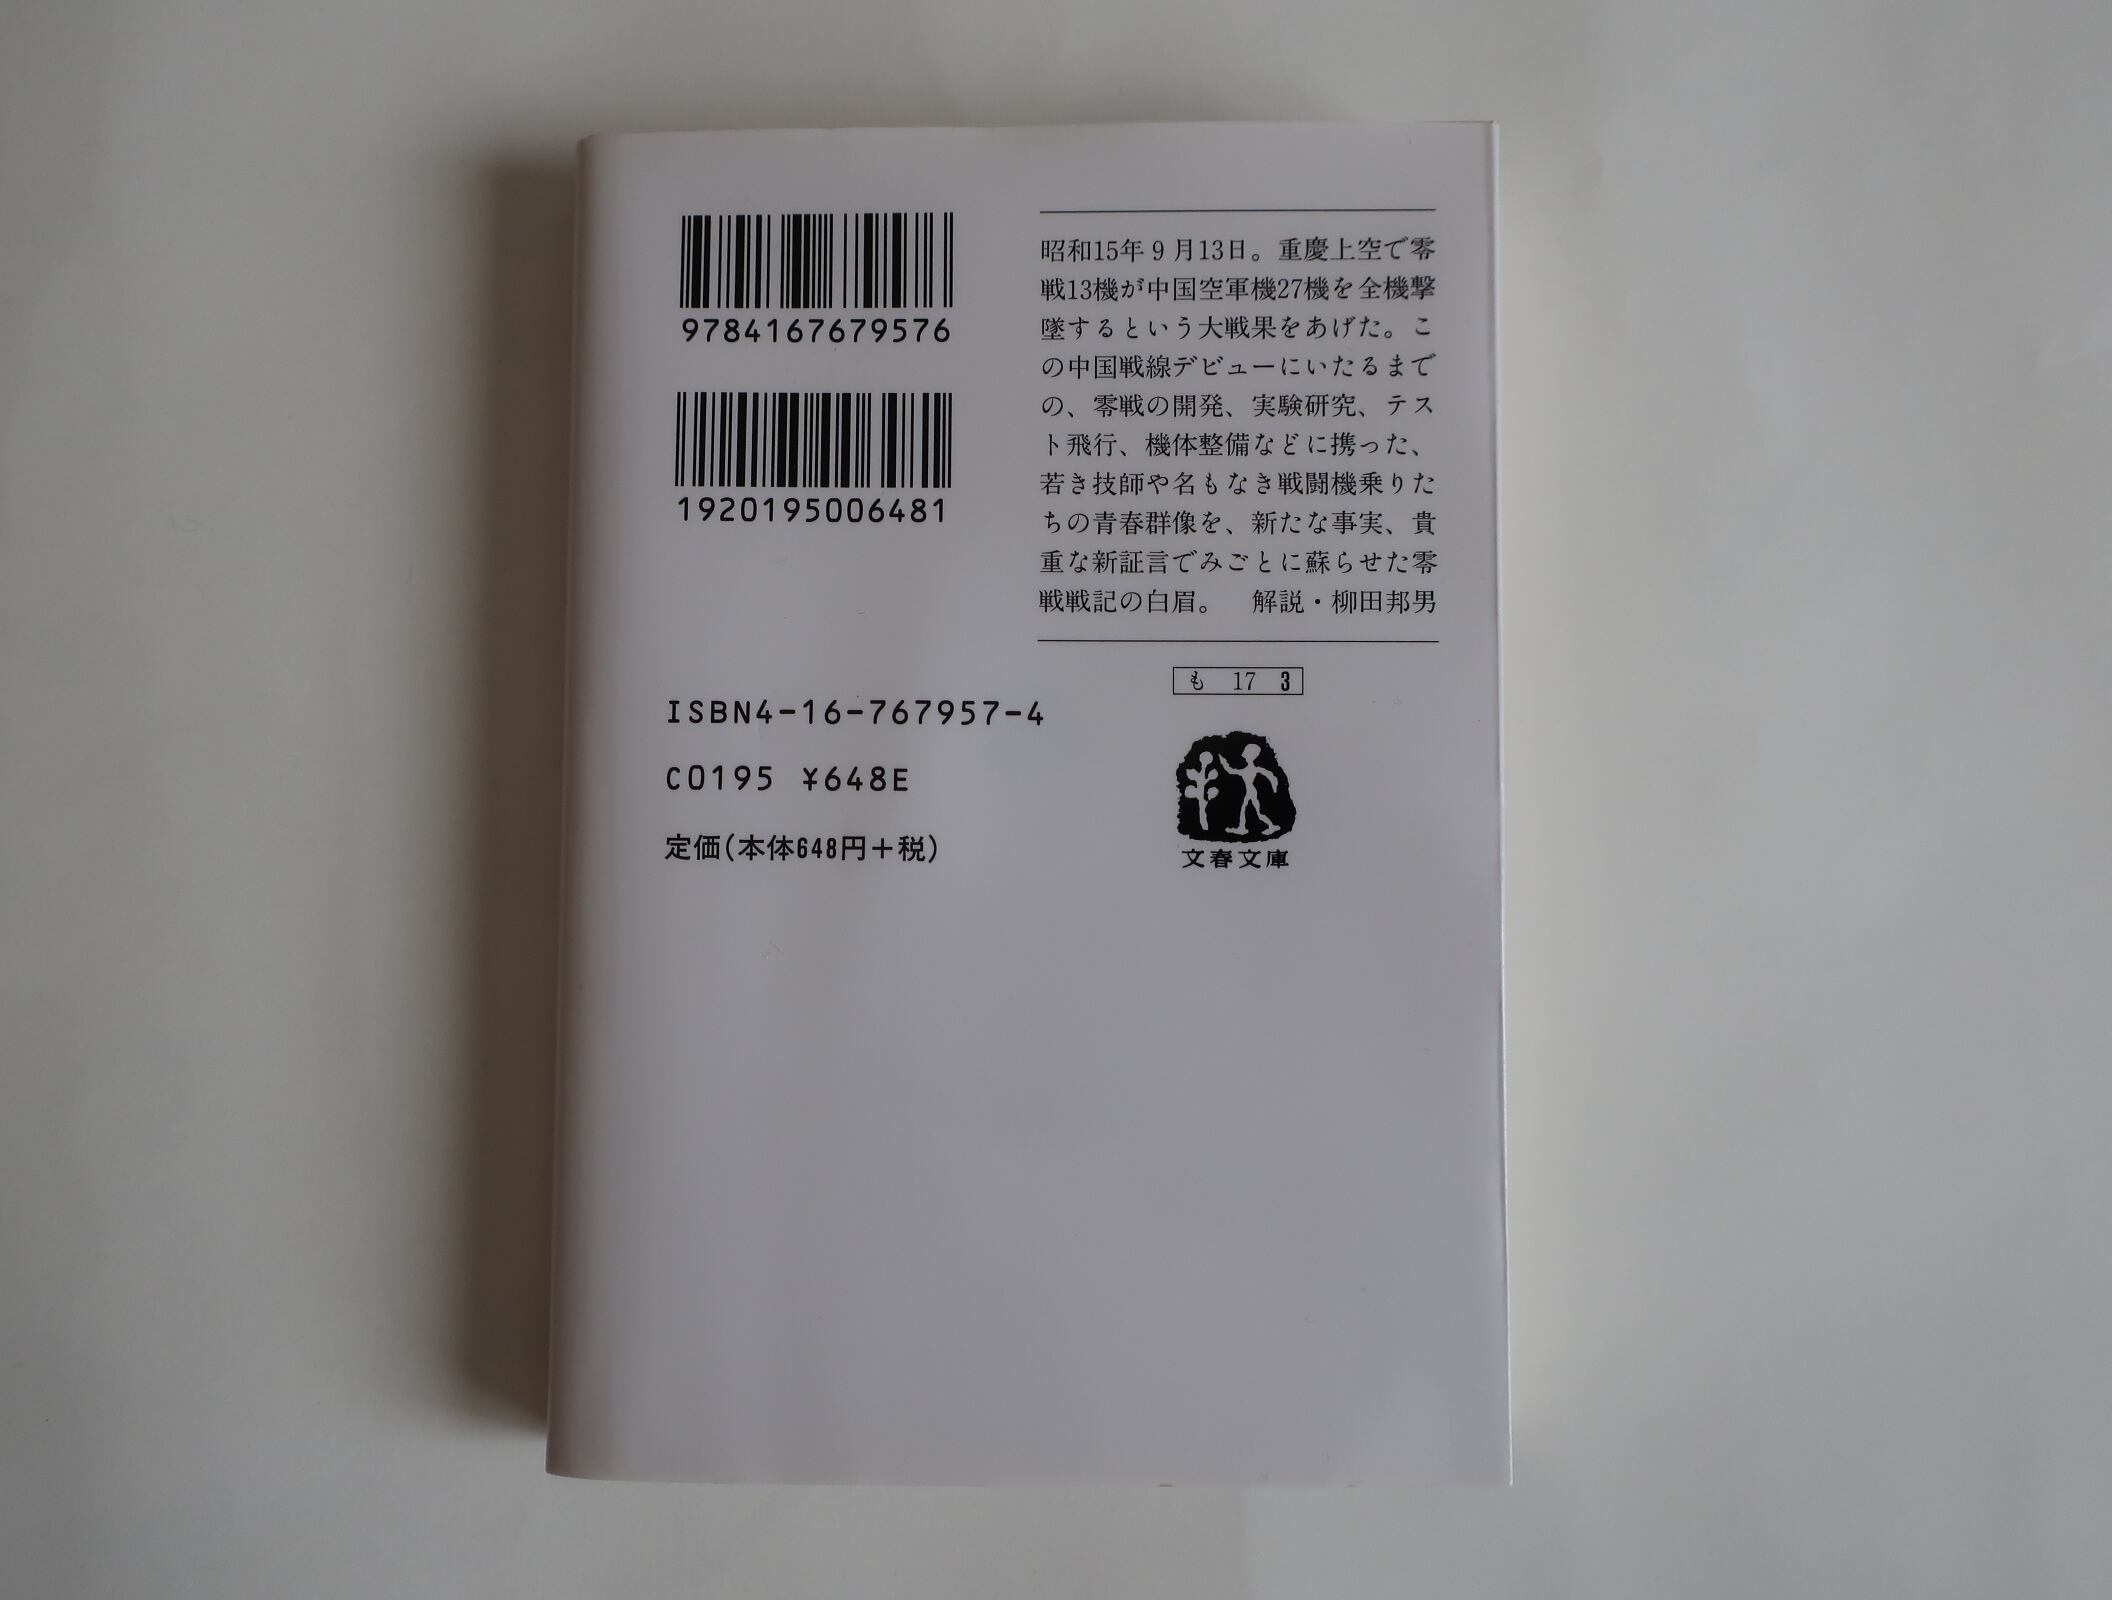 9784167679576
1920195006481
ISBN4-16-767957-4
C0195 ¥648E
定価(本体648円+税)
昭和15年9月13日。重慶上空で零
戦13機が中国空軍機27機を全機撃
墜するという大戦果をあげた。こ
の中国戦線デビューにいたるまで
の、零戦の開発、実験研究、テス
ト飛行、機体整備などに携った、
若き技師や名もなき戦闘機乗りた
ちの青春群像を、新たな事実、貴
重な新証言でみごとに蘇らせた零
戦戦記の白眉。　解説・柳田邦男
も 17 3
文春文庫